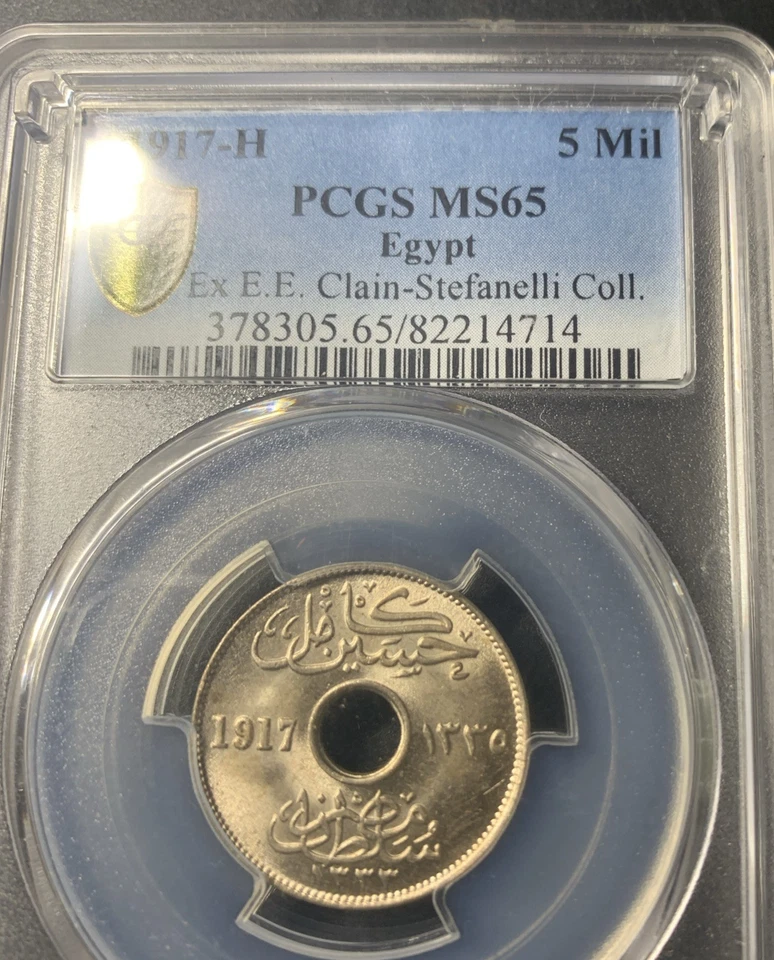 1917-H 5 Mil
PCGS MS65
Egypt
Ex E.E. Clain-Stefanelli Coll.
378305.65/82214714
كامل
حسين
1917 ١٣٣٥
سلطان مصر
١٣٣٣